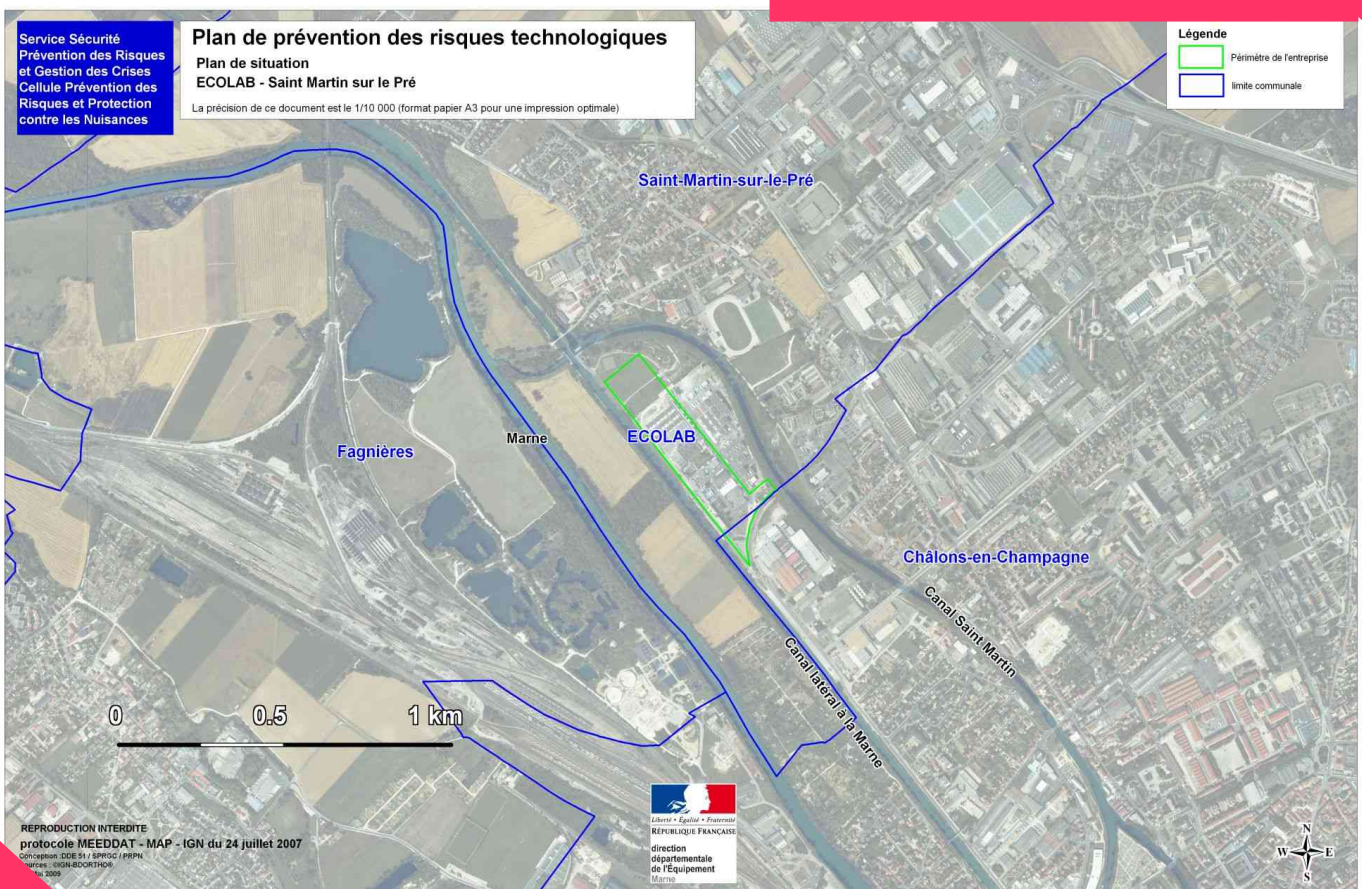 Service Sécurité
Prévention des Risques
et Gestion des Crises
Cellule Prévention des
Risques et Protection
contre les Nuisances
Plan de prévention des risques technologiques
Plan de situation
ECOLAB - Saint Martin sur le Pré
La précision de ce document est le 1/10 000 (format papier A3 pour une impression optimale)
Légende
Périmètre de l'entreprise
limite communale
Saint-Martin-sur-le-Pré
Marne
ECOLAB
Fagnières
Châlons-en-Champagne
Canal Saint Martin
Canal latéral à la Marne
0 0.5 1 km
Liberté • Égalité • Fraternité
RÉPUBLIQUE FRANÇAISE
direction
départementale
de l'Équipement
Marne
REPRODUCTION INTERDITE
protocole MEEDDAT - MAP - IGN du 24 juillet 2007
Conception :DDE 51 / SPRGC / PRPN
©IGN-BDORTHO®
2009
N
W E
S